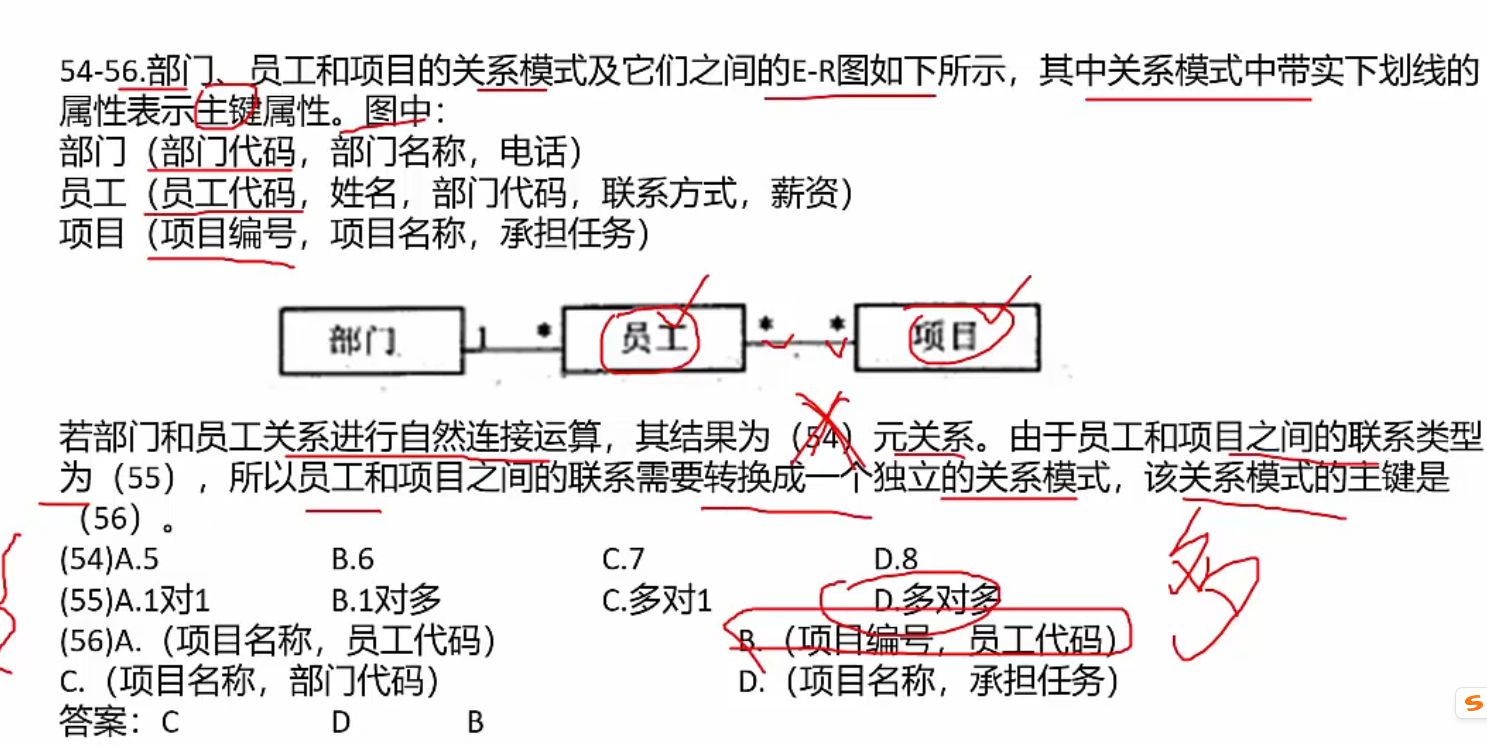 54-56.部门、员工和项目的关系模式及它们之间的E-R图如下所示，其中关系模式中带实下划线的
属性表示主键属性。图中：
部门（部门代码，部门名称，电话）
员工（员工代码，姓名，部门代码，联系方式，薪资）
项目（项目编号，项目名称，承担任务）
部门 1 * 员工 * * 项目
若部门和员工关系进行自然连接运算，其结果为（54）元关系。由于员工和项目之间的联系类型
为（55），所以员工和项目之间的联系需要转换成一个独立的关系模式，该关系模式的主键是
（56）。
(54)A.5 B.6 C.7 D.8
(55)A.1对1 B.1对多 C.多对1 D.多对多
(56)A.（项目名称，员工代码） B.（项目编号，员工代码）
C.（项目名称，部门代码） D.（项目名称，承担任务）
答案：C D B
多